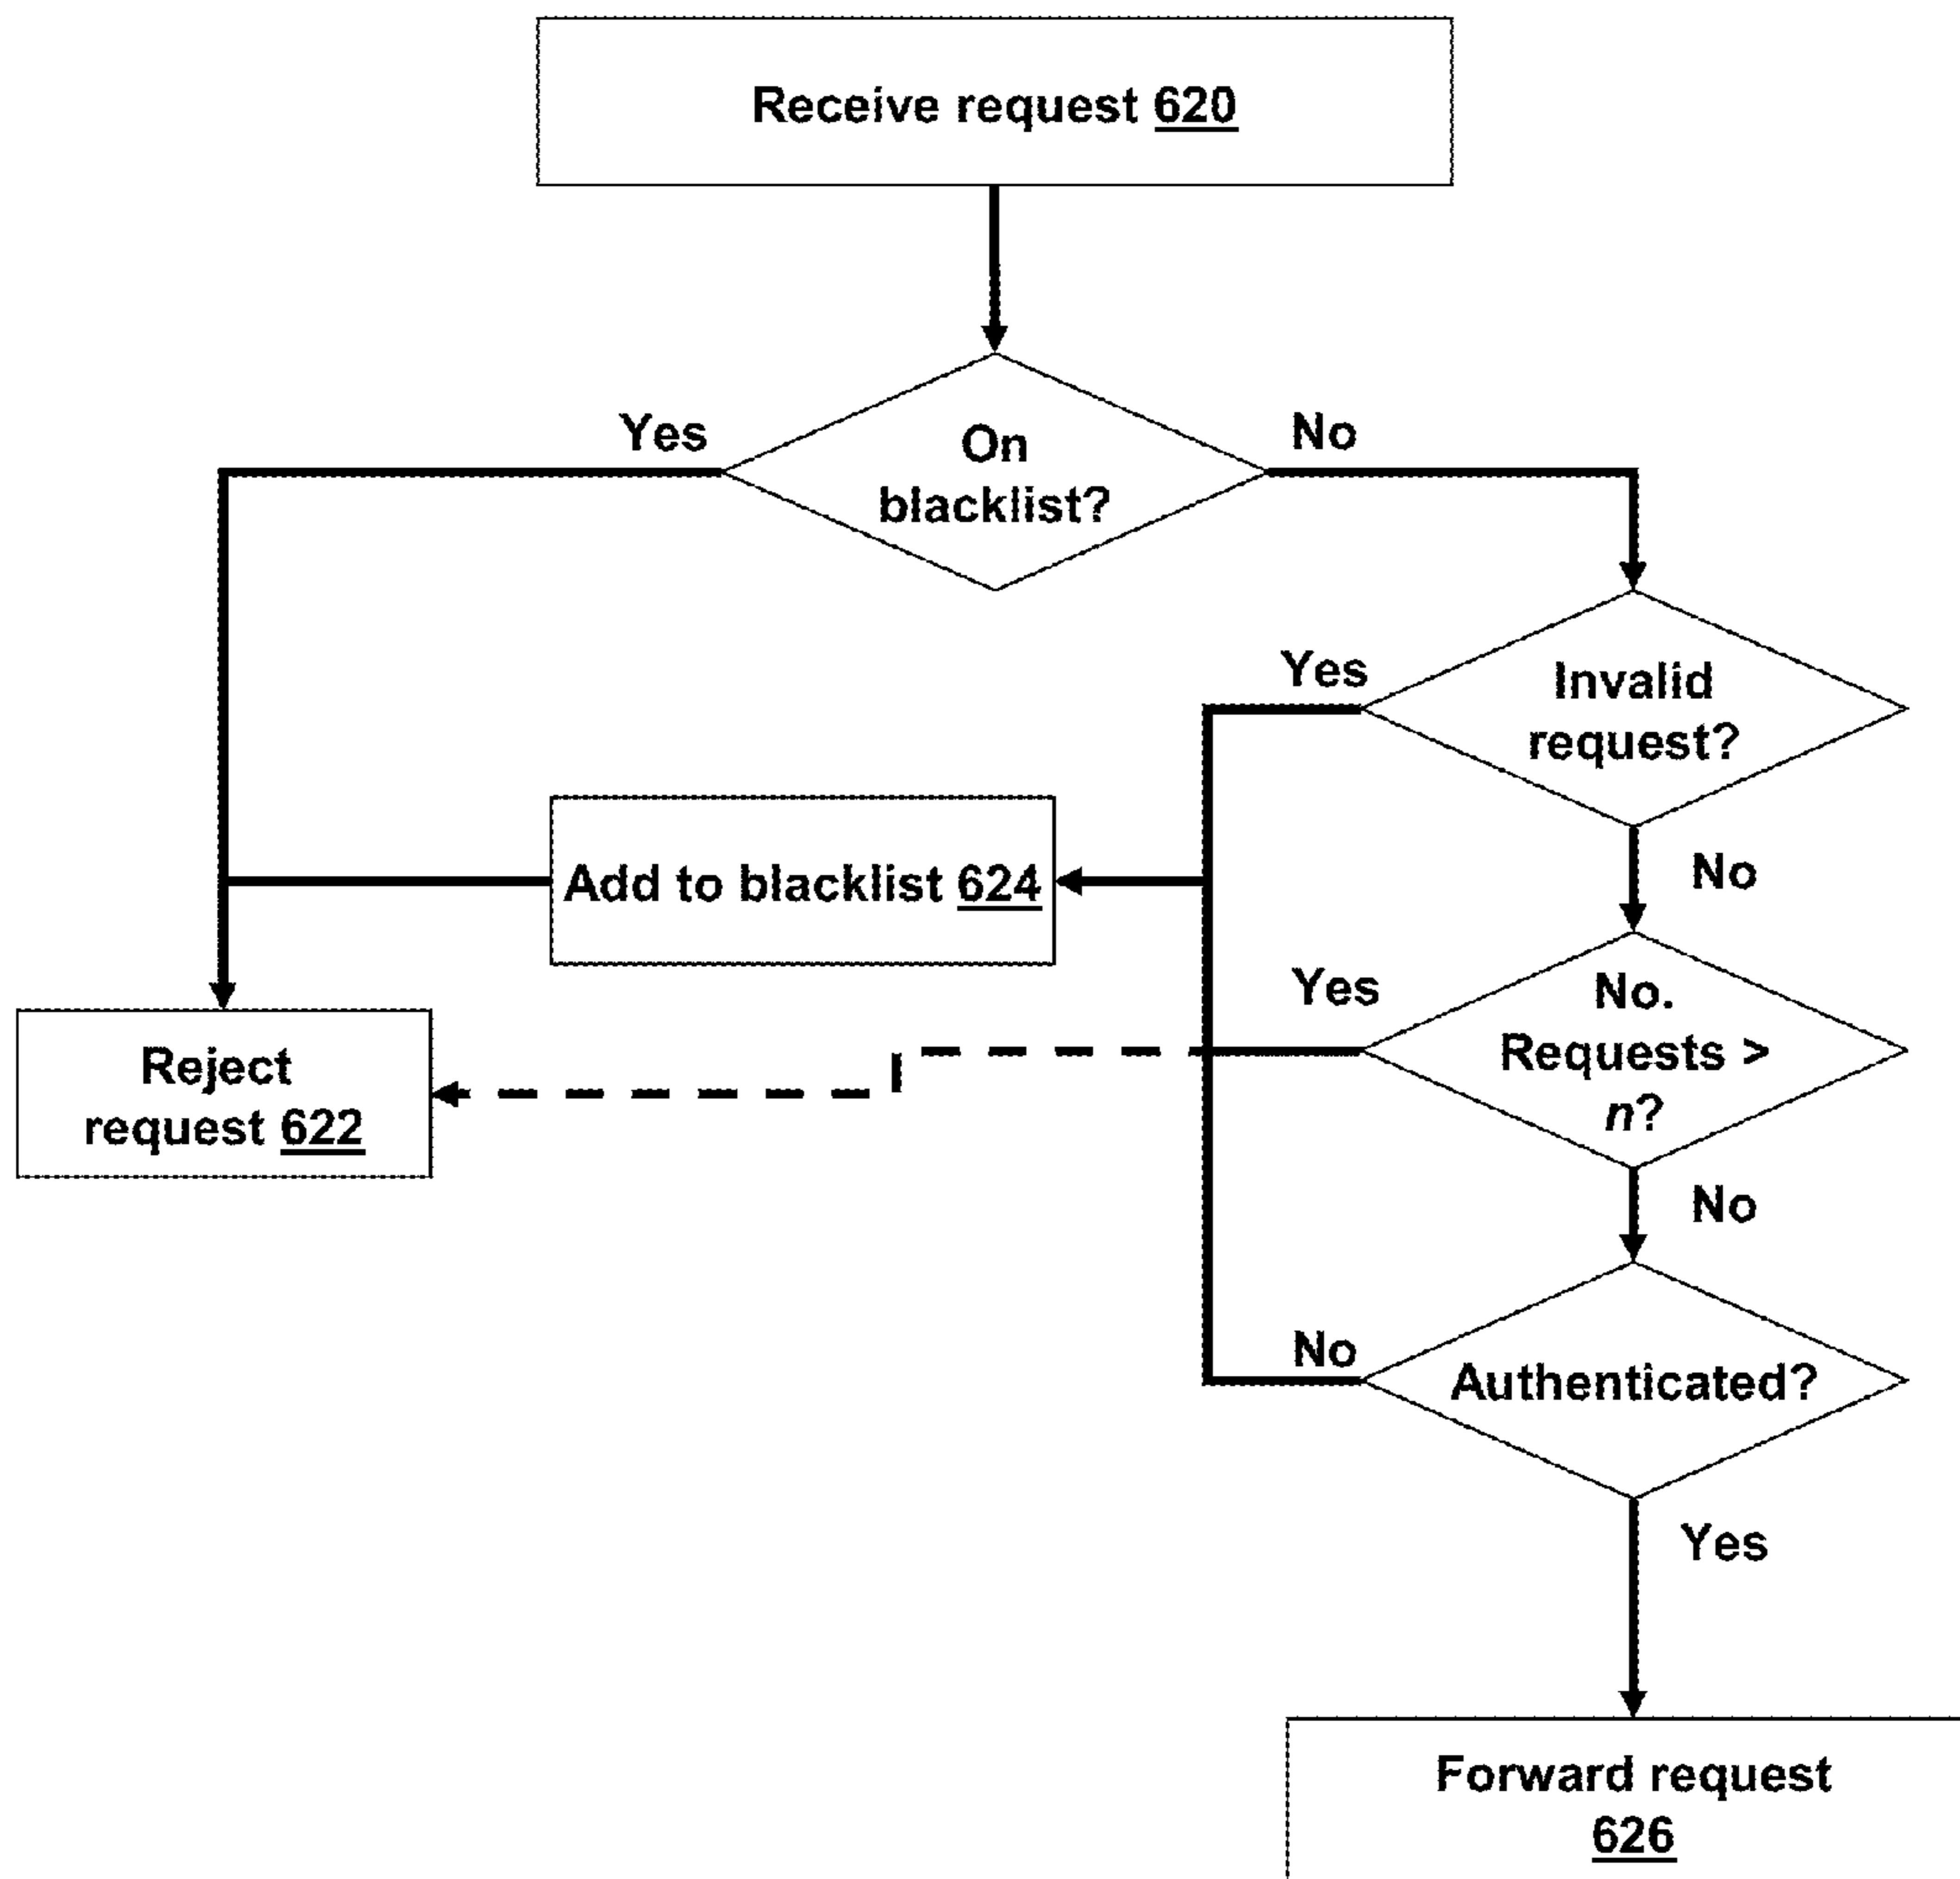 Receive request 620
Yes
On
blacklist?
No
Yes
Invalid
request?
Add to blacklist 624
No
Reject
request 622
Yes
No.
Requests >
n?
No
No
Authenticated?
Yes
Forward request
626